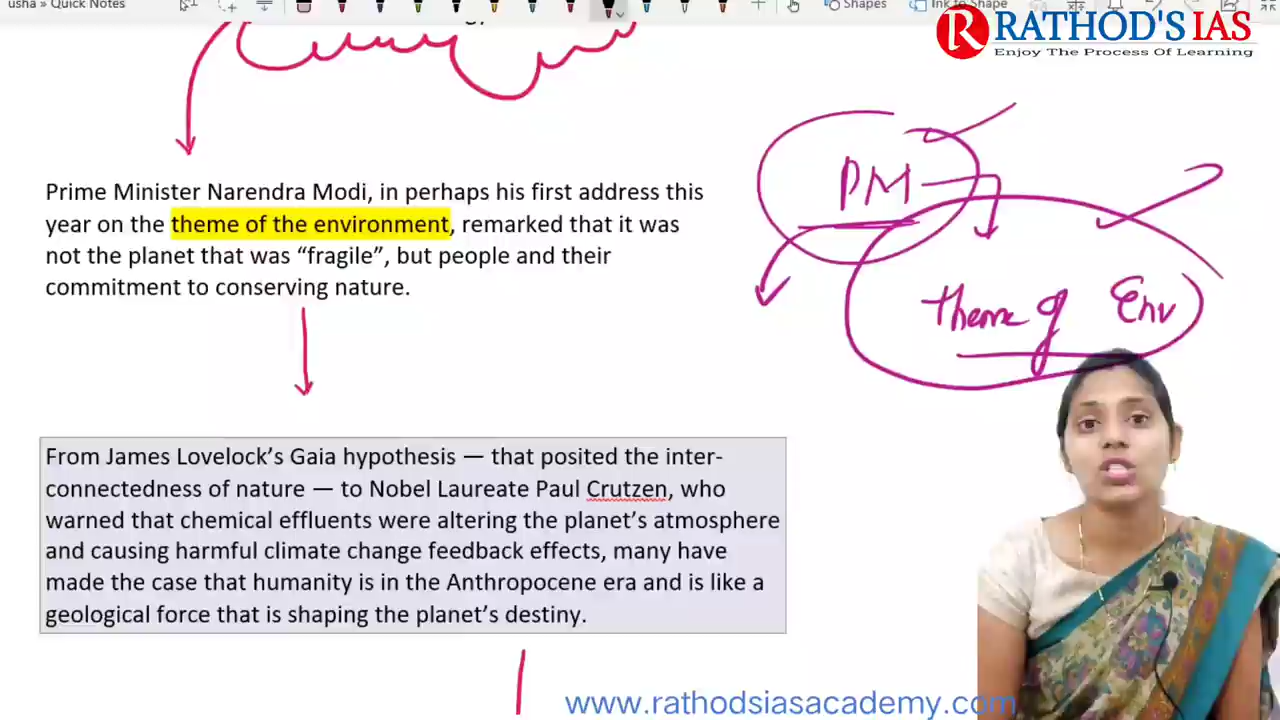 usha » Quick Notes
Shapes
Ink to Shape
RATHOD'S IAS
Enjoy The Process Of Learning
PM
Prime Minister Narendra Modi, in perhaps his first address this
year on the theme of the environment, remarked that it was
not the planet that was “fragile”, but people and their
commitment to conserving nature.
theme of Env
From James Lovelock’s Gaia hypothesis — that posited the inter-
connectedness of nature — to Nobel Laureate Paul Crutzen, who
warned that chemical effluents were altering the planet’s atmosphere
and causing harmful climate change feedback effects, many have
made the case that humanity is in the Anthropocene era and is like a
geological force that is shaping the planet’s destiny.
www.rathodsiasacademy.com